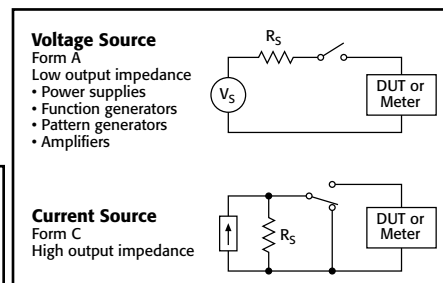 Voltage Source
Form A
Low output impedance
• Power supplies
• Function generators
• Pattern generators
• Amplifiers
RS
VS
DUT or
Meter
Current Source
Form C
High output impedance
RS
DUT or
Meter